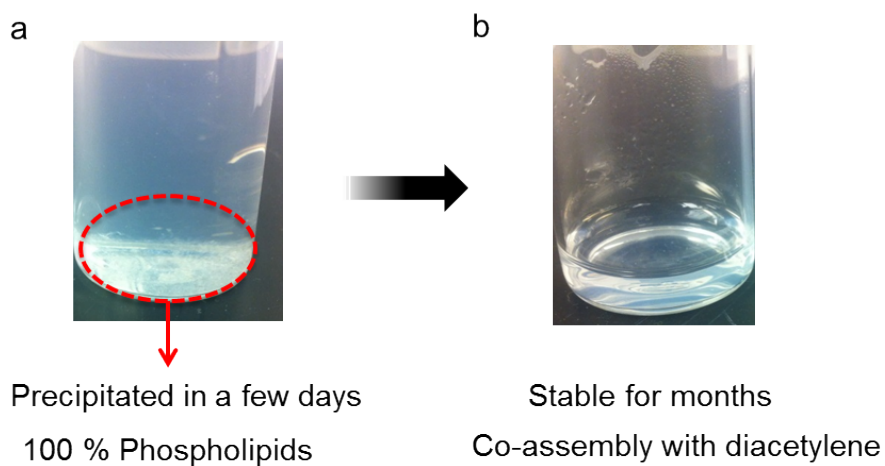 a
b
Precipitated in a few days
100 % Phospholipids
Stable for months
Co-assembly with diacetylene